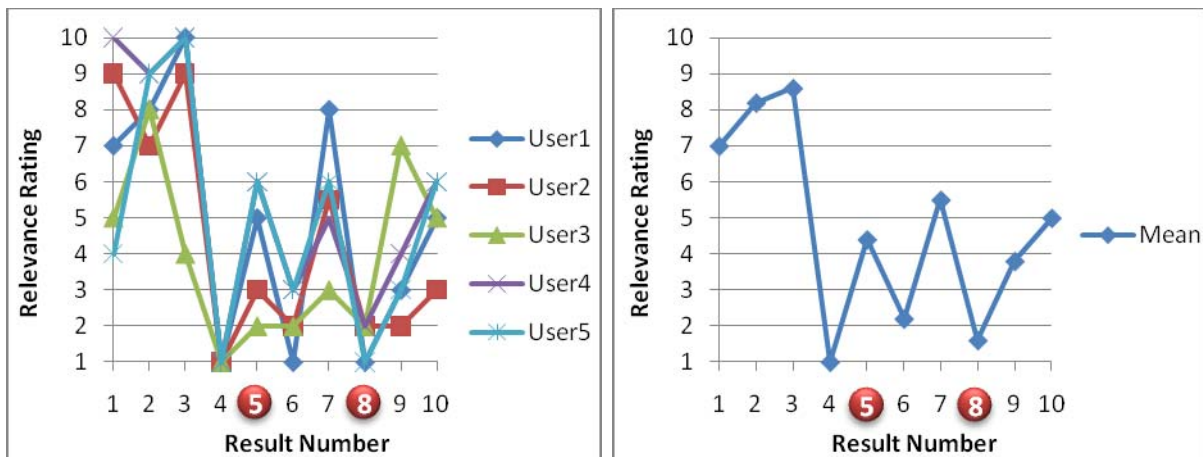 Relevance Rating
10
9
8
7
6
5
4
3
2
1
1 2 3 4 5 6 7 8 9 10
Result Number
User1
User2
User3
User4
User5
Relevance Rating
10
9
8
7
6
5
4
3
2
1
1 2 3 4 5 6 7 8 9 10
Result Number
Mean